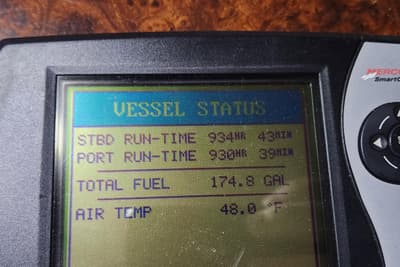 VESSEL STATUS
STBD RUN-TIME 934HR 43MIN
PORT RUN-TIME 930HR 39MIN
TOTAL FUEL 174.8 GAL
AIR TEMP 48.0 °F